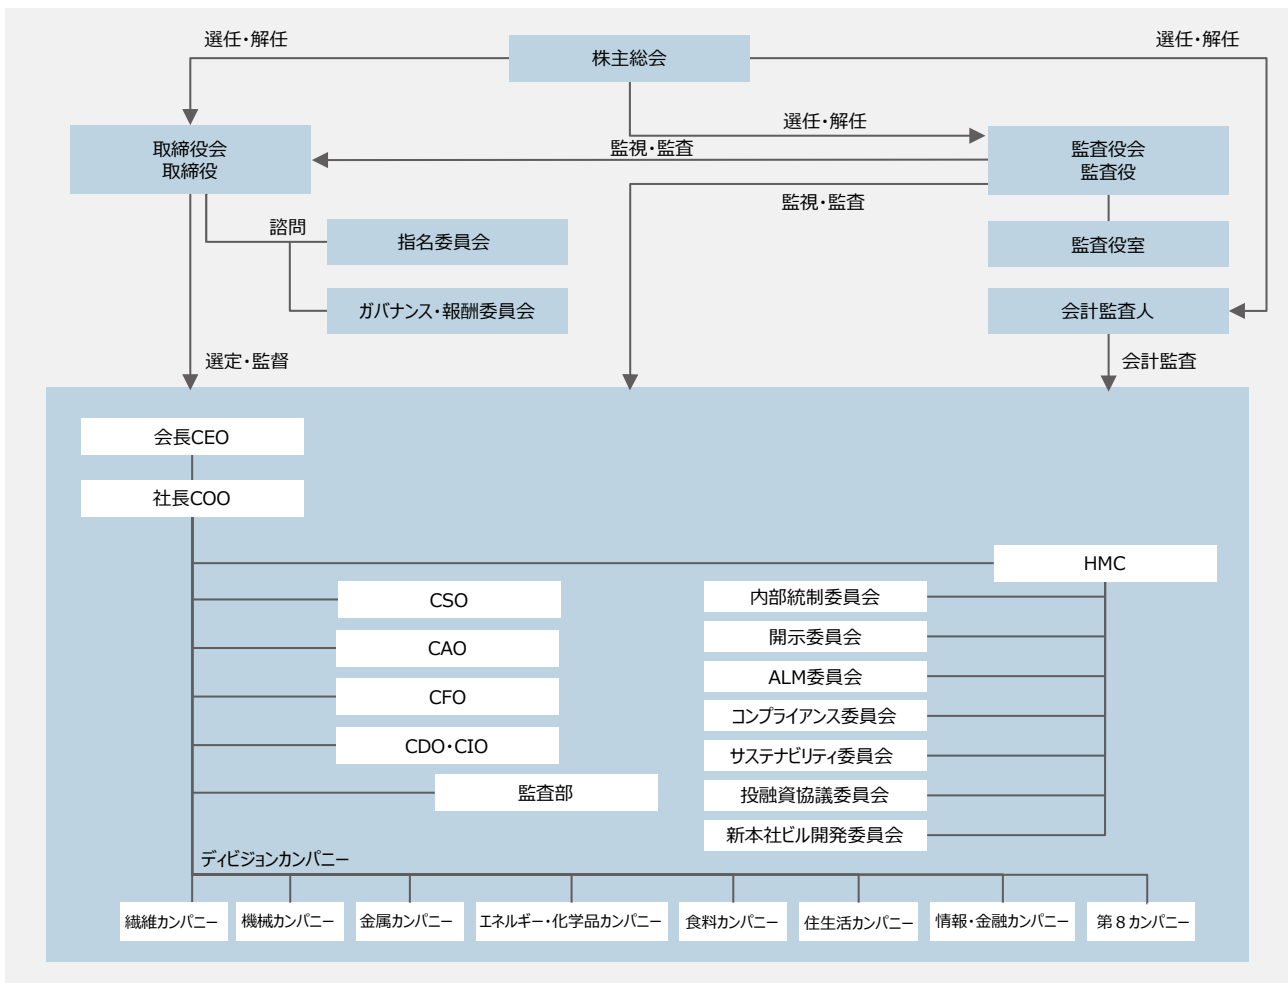 選任・解任
株主総会
選任・解任
選任・解任
取締役会
取締役
監視・監査
監査役会
監査役
監視・監査
諮問
指名委員会
監査役室
ガバナンス・報酬委員会
会計監査人
選定・監督
会計監査
会長CEO
社長COO
HMC
CSO
CAO
CFO
CDO・CIO
監査部
内部統制委員会
開示委員会
ALM委員会
コンプライアンス委員会
サステナビリティ委員会
投融資協議委員会
新本社ビル開発委員会
ディビジョンカンパニー
繊維カンパニー
機械カンパニー
金属カンパニー
エネルギー・化学品カンパニー
食料カンパニー
住生活カンパニー
情報・金融カンパニー
第８カンパニー